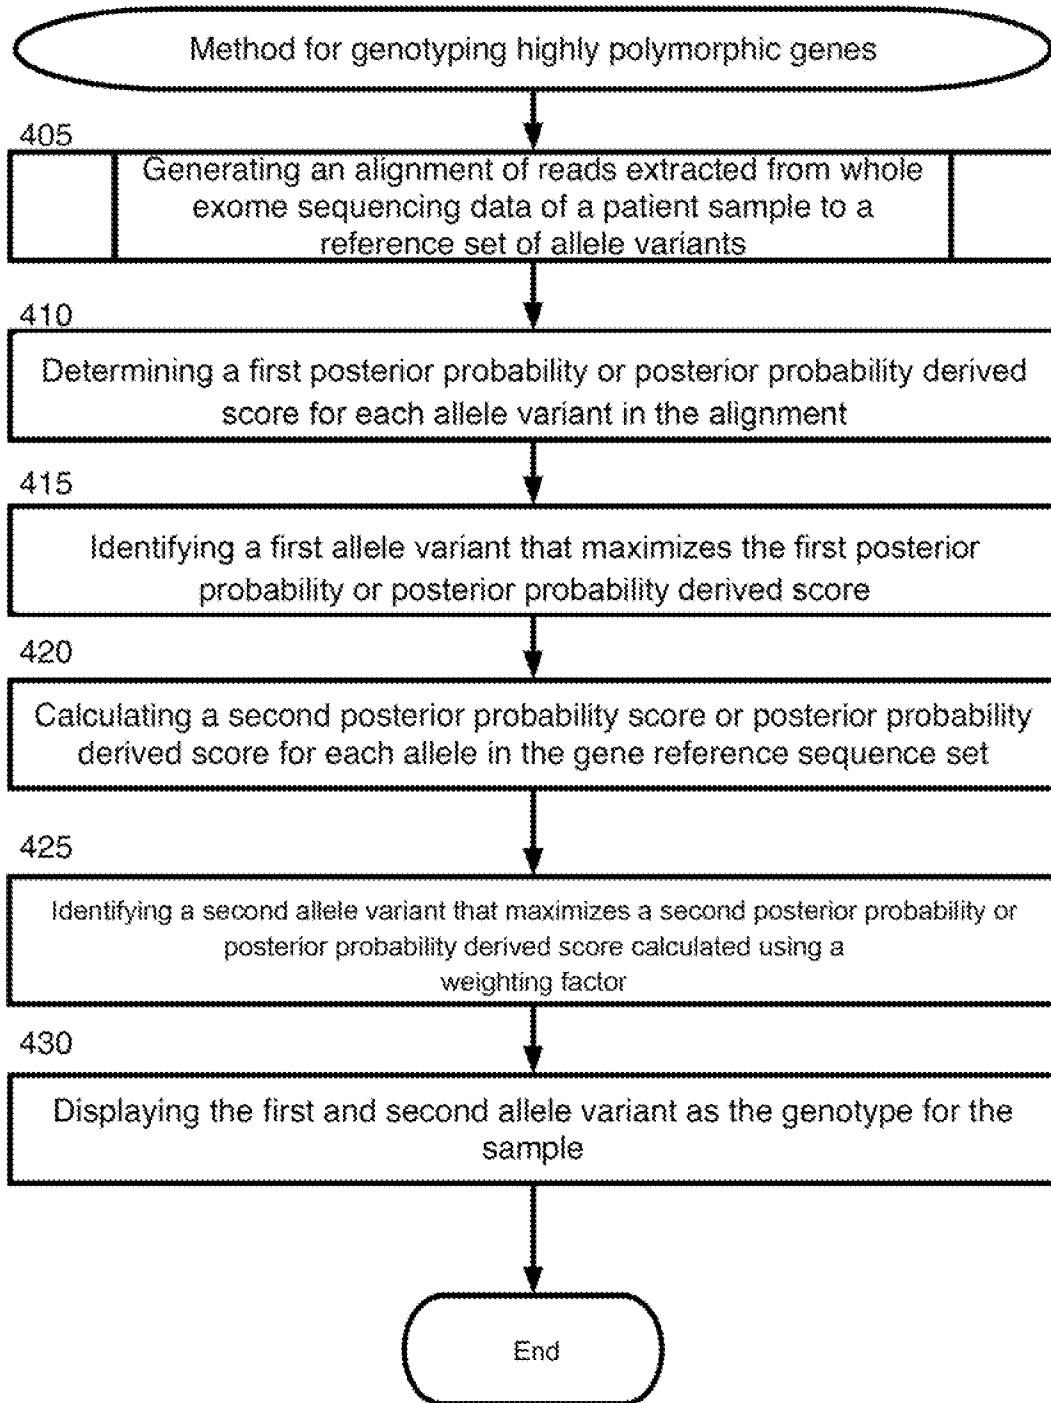 Method for genotyping highly polymorphic genes
405
Generating an alignment of reads extracted from whole
exome sequencing data of a patient sample to a
reference set of allele variants
410
Determining a first posterior probability or posterior probability derived
score for each allele variant in the alignment
415
Identifying a first allele variant that maximizes the first posterior
probability or posterior probability derived score
420
Calculating a second posterior probability score or posterior probability
derived score for each allele in the gene reference sequence set
425
Identifying a second allele variant that maximizes a second posterior probability or
posterior probability derived score calculated using a
weighting factor
430
Displaying the first and second allele variant as the genotype for the
sample
End